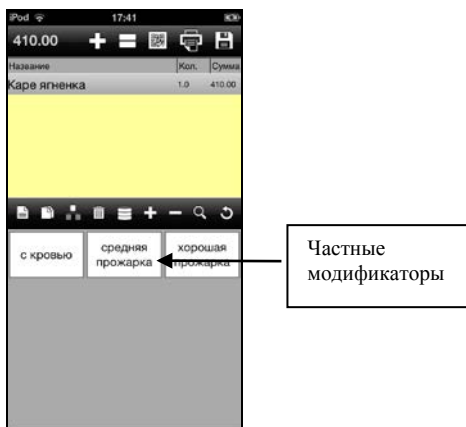 iPod 17:41
410.00
Название Кол. Сумма
Каре ягненка 1.0 410.00
с кровью
средняя
прожарка
хорошая
прожарка
Частные
модификаторы